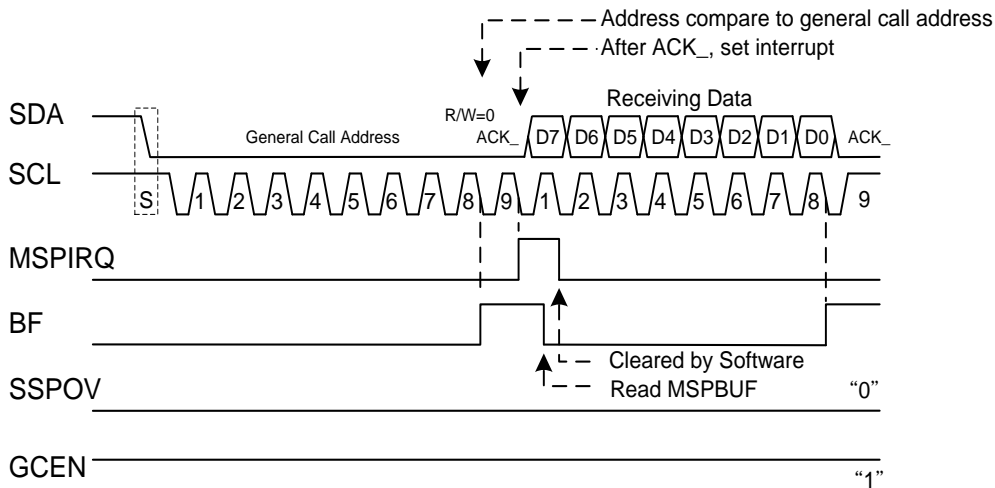 Address compare to general call address
After ACK_, set interrupt
Receiving Data
SDA
R/W=0
General Call Address
ACK_
D7 D6 D5 D4 D3 D2 D1 D0
ACK_
SCL
S
1 2 3 4 5 6 7 8 9 1 2 3 4 5 6 7 8 9
MSPIRQ
BF
Cleared by Software
Read MSPBUF
SSPOV
“0”
GCEN
“1”